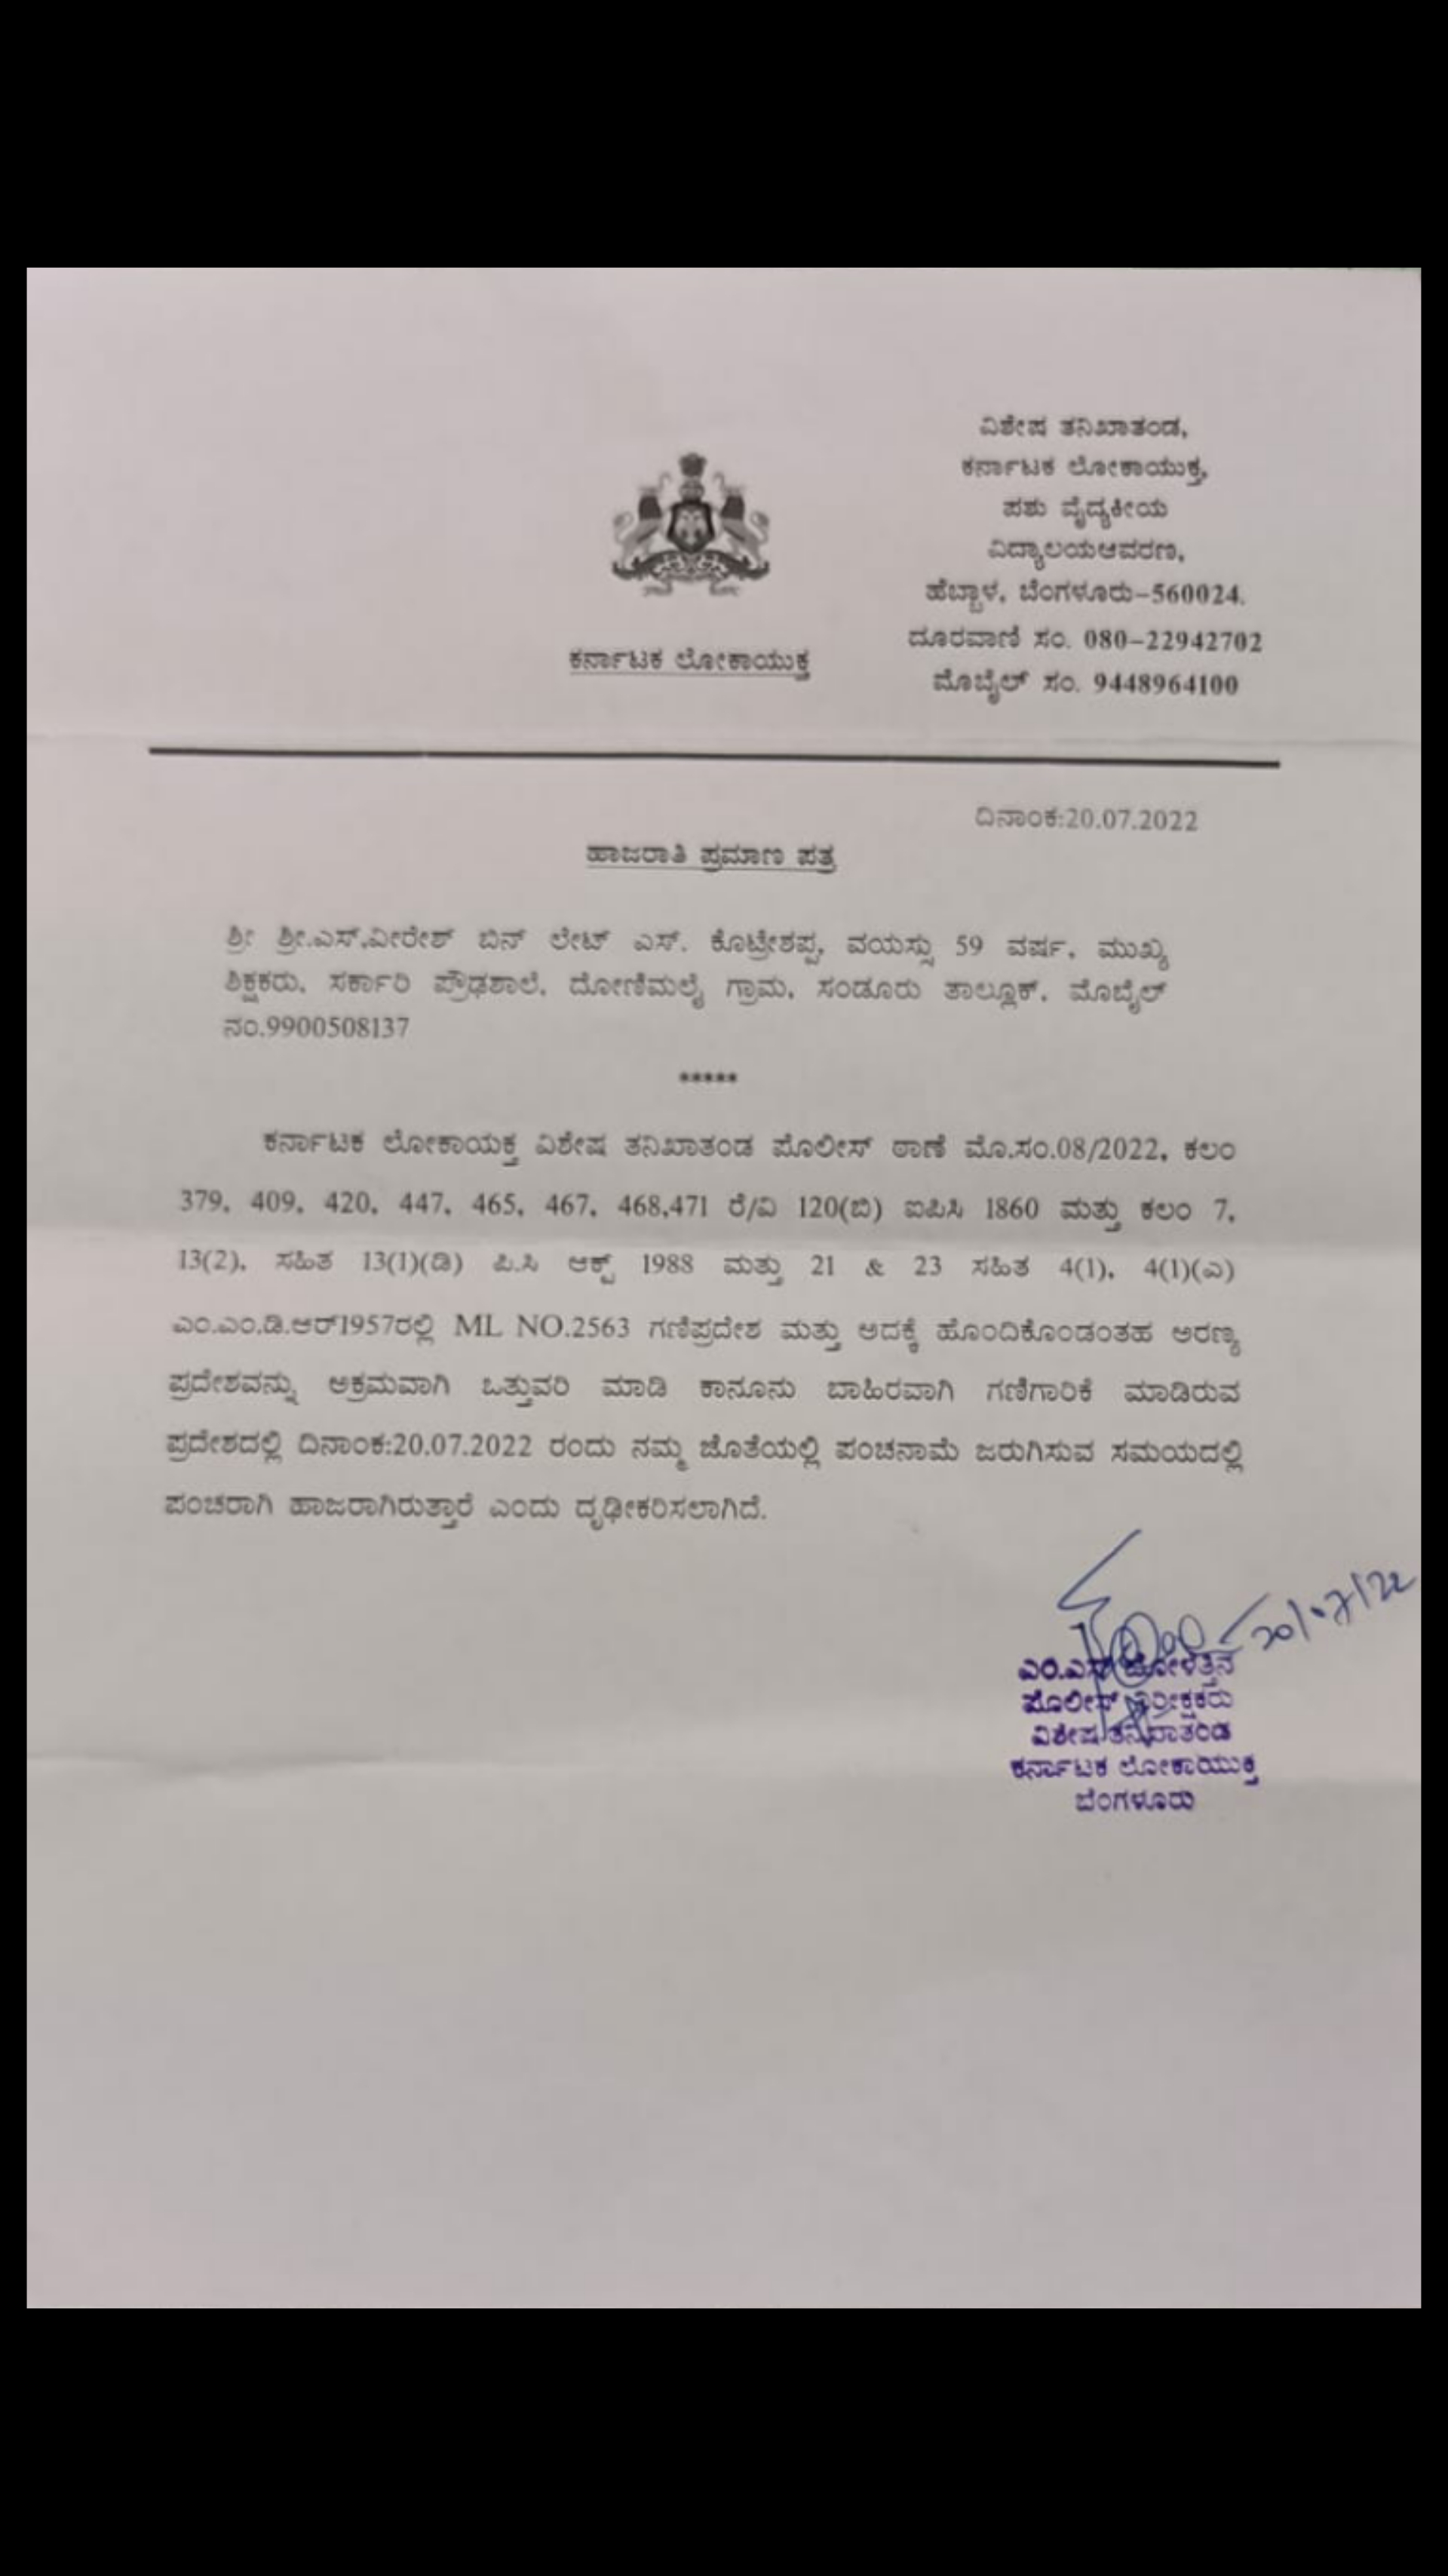 ವಿಶೇಷ ತನಿಖಾತಂಡ,
ಕರ್ನಾಟಕ ಲೋಕಾಯುಕ್ತ,
ಪಶು ವೈದ್ಯಕೀಯ
ವಿದ್ಯಾಲಯಆವರಣ,
ಹೆಬ್ಬಾಳ, ಬೆಂಗಳೂರು–560024.
ದೂರವಾಣಿ ಸಂ. 080–22942702
ಮೊಬೈಲ್ ಸಂ. 9448964100
ಕರ್ನಾಟಕ ಲೋಕಾಯುಕ್ತ
ದಿನಾಂಕ:20.07.2022
ಹಾಜರಾತಿ ಪ್ರಮಾಣ ಪತ್ರ
ಶ್ರೀ ಶ್ರೀ.ಎಸ್.ವೀರೇಶ್ ಬಿನ್ ಲೇಟ್ ಎಸ್. ಕೊಟ್ರೇಶಪ್ಪ, ವಯಸ್ಸು 59 ವರ್ಷ, ಮುಖ್ಯ
ಶಿಕ್ಷಕರು, ಸರ್ಕಾರಿ ಪ್ರೌಢಶಾಲೆ, ದೋಣಿಮಲೈ ಗ್ರಾಮ, ಸಂಡೂರು ತಾಲ್ಲೂಕ್, ಮೊಬೈಲ್
ನಂ.9900508137
*****
ಕರ್ನಾಟಕ ಲೋಕಾಯಕ್ತ ವಿಶೇಷ ತನಿಖಾತಂಡ ಪೊಲೀಸ್ ಠಾಣೆ ಮೊ.ಸಂ.08/2022, ಕಲಂ
379, 409, 420, 447, 465, 467, 468,471 ರೆ/ವಿ 120(ಬಿ) ಐಪಿಸಿ 1860 ಮತ್ತು ಕಲಂ 7,
13(2), ಸಹಿತ 13(1)(ಡಿ) ಪಿ.ಸಿ ಆಕ್ಟ್ 1988 ಮತ್ತು 21 & 23 ಸಹಿತ 4(1), 4(1)(ಎ)
ಎಂ.ಎಂ.ಡಿ.ಆರ್1957ರಲ್ಲಿ ML NO.2563 ಗಣಿಪ್ರದೇಶ ಮತ್ತು ಅದಕ್ಕೆ ಹೊಂದಿಕೊಂಡಂತಹ ಅರಣ್ಯ
ಪ್ರದೇಶವನ್ನು ಅಕ್ರಮವಾಗಿ ಒತ್ತುವರಿ ಮಾಡಿ ಕಾನೂನು ಬಾಹಿರವಾಗಿ ಗಣಿಗಾರಿಕೆ ಮಾಡಿರುವ
ಪ್ರದೇಶದಲ್ಲಿ ದಿನಾಂಕ:20.07.2022 ರಂದು ನಮ್ಮ ಜೊತೆಯಲ್ಲಿ ಪಂಚನಾಮೆ ಜರುಗಿಸುವ ಸಮಯದಲ್ಲಿ
ಪಂಚರಾಗಿ ಹಾಜರಾಗಿರುತ್ತಾರೆ ಎಂದು ದೃಢೀಕರಿಸಲಾಗಿದೆ.
20/07/22
ಎಂ.ಎಸ್
ಪೊಲೀಸ್ ನಿರೀಕ್ಷಕರು
ವಿಶೇಷ ತನಿಖಾತಂಡ
ಕರ್ನಾಟಕ ಲೋಕಾಯುಕ್ತ
ಬೆಂಗಳೂರು